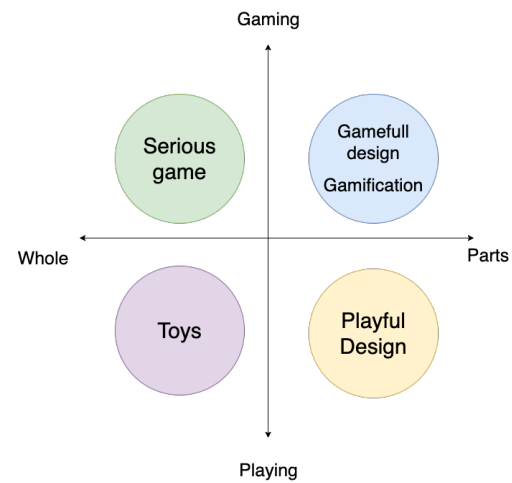 Gaming
Serious
game
Gamefull
design
Gamification
Whole
Parts
Toys
Playful
Design
Playing